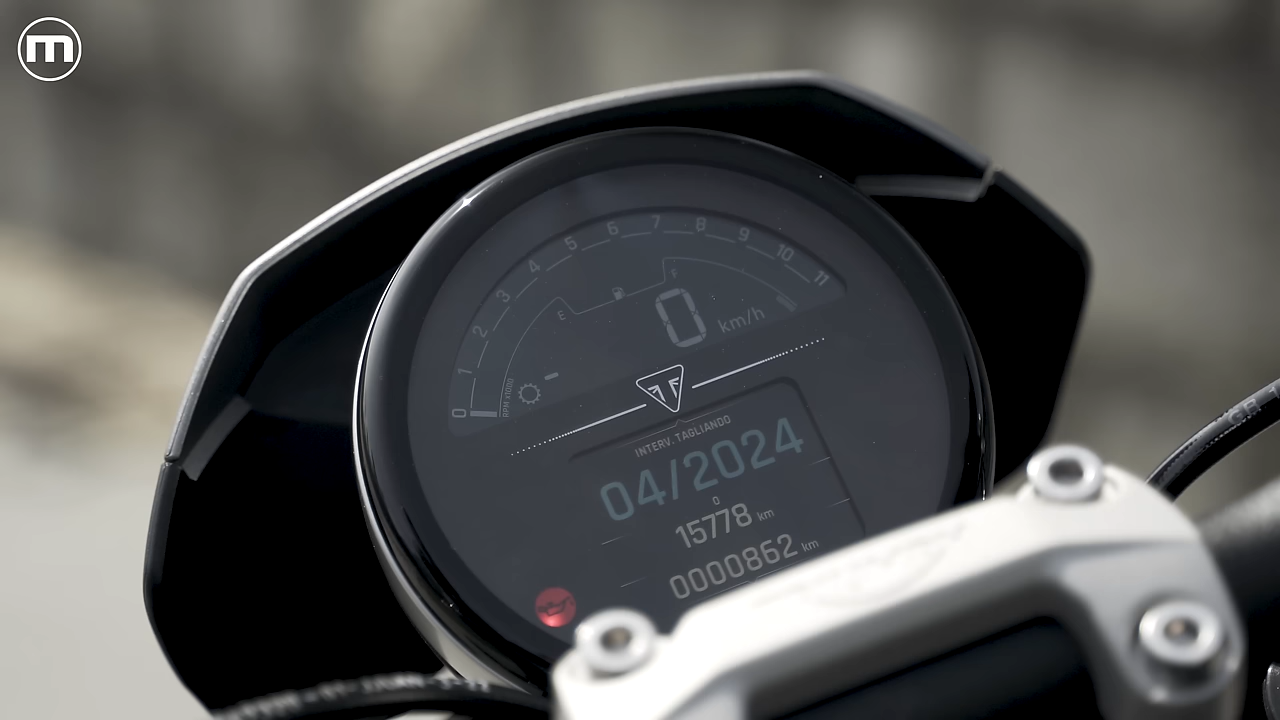 m
0 1 2 3 4 5 6 7 8 9 10 11
RPM x1000
E F
0 km/h
-
INTERV. TAGLIANDO
04/2024
0
15778 km
0000862 km